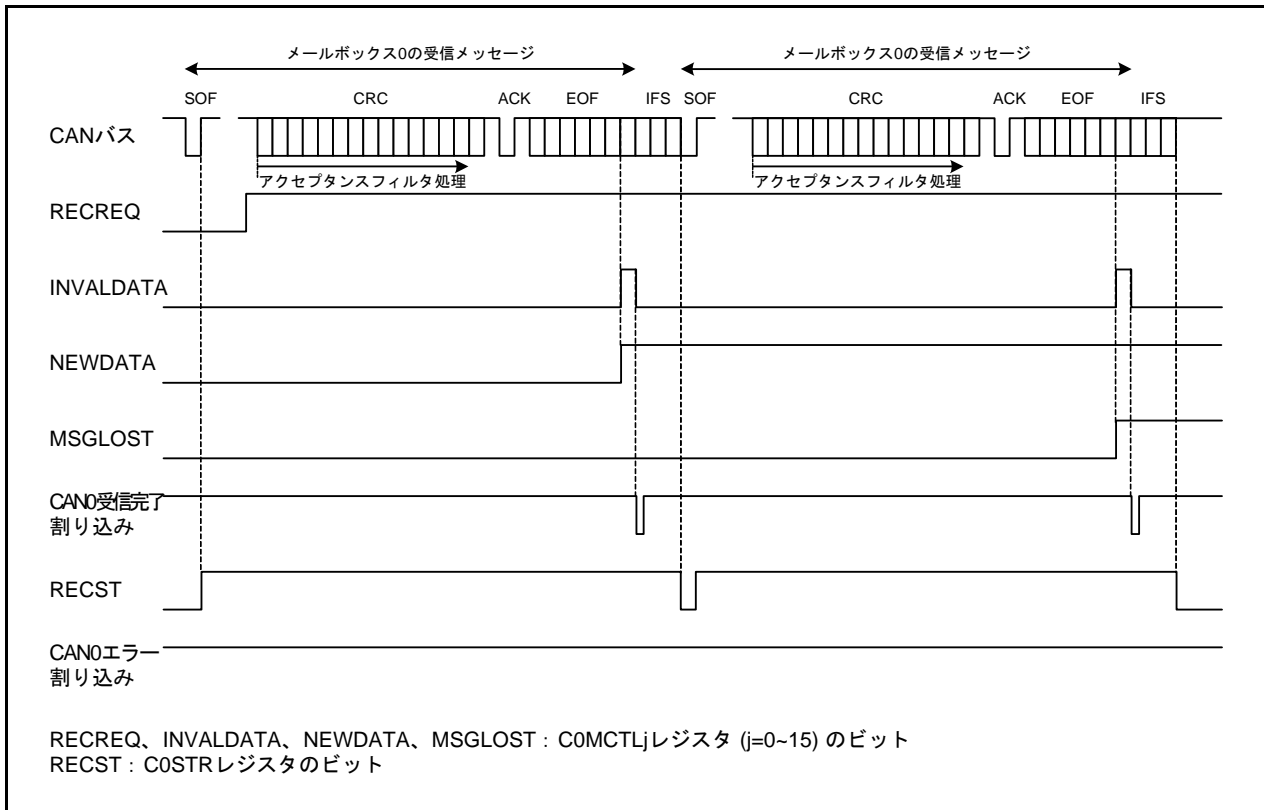 メールボックス0の受信メッセージ メールボックス0の受信メッセージ
SOF CRC ACK EOF IFS SOF CRC ACK EOF IFS
CANバス
アクセプタンスフィルタ処理 アクセプタンスフィルタ処理
RECREQ
INVALDATA
NEWDATA
MSGLOST
CAN0受信完了
割り込み
RECST
CAN0エラー
割り込み
RECREQ、INVALDATA、NEWDATA、MSGLOST : C0MCTLjレジスタ (j=0~15) のビット
RECST : C0STRレジスタのビット